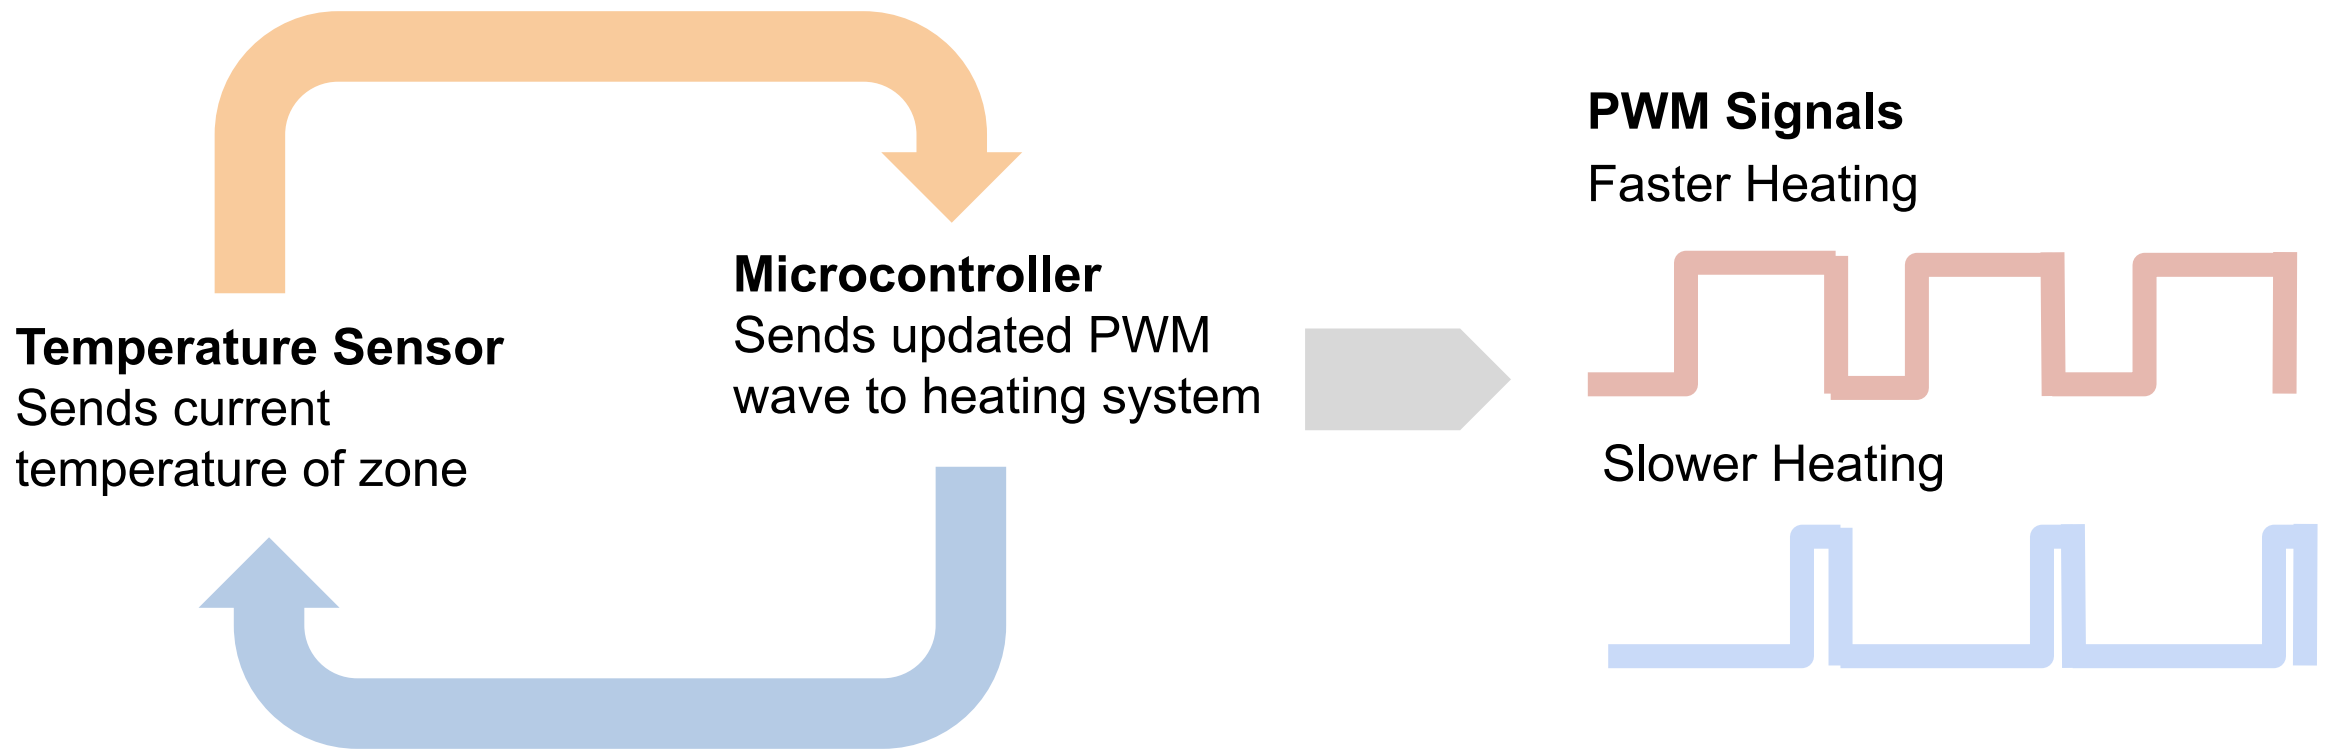 Temperature Sensor
Sends current
temperature of zone
Microcontroller
Sends updated PWM
wave to heating system
PWM Signals
Faster Heating
Slower Heating